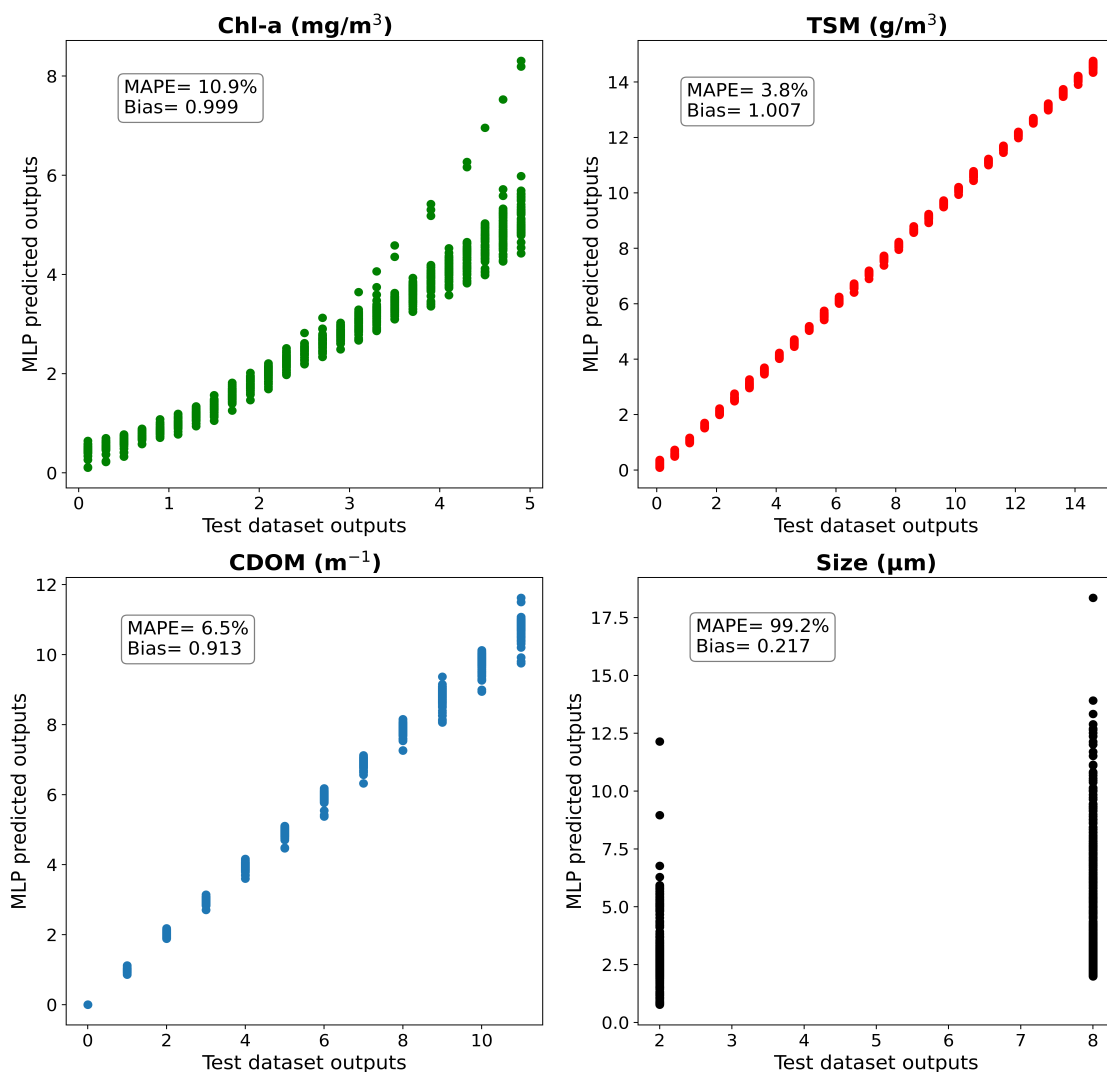 Chl-a (mg/m³)
MAPE= 10.9%
Bias= 0.999
MLP predicted outputs
8
6
4
2
0
0 1 2 3 4 5
Test dataset outputs
TSM (g/m³)
MAPE= 3.8%
Bias= 1.007
MLP predicted outputs
14
12
10
8
6
4
2
0
0 2 4 6 8 10 12 14
Test dataset outputs
CDOM (m⁻¹)
MAPE= 6.5%
Bias= 0.913
MLP predicted outputs
12
10
8
6
4
2
0
0 2 4 6 8 10
Test dataset outputs
Size (μm)
MAPE= 99.2%
Bias= 0.217
MLP predicted outputs
17.5
15.0
12.5
10.0
7.5
5.0
2.5
0.0
2 3 4 5 6 7 8
Test dataset outputs